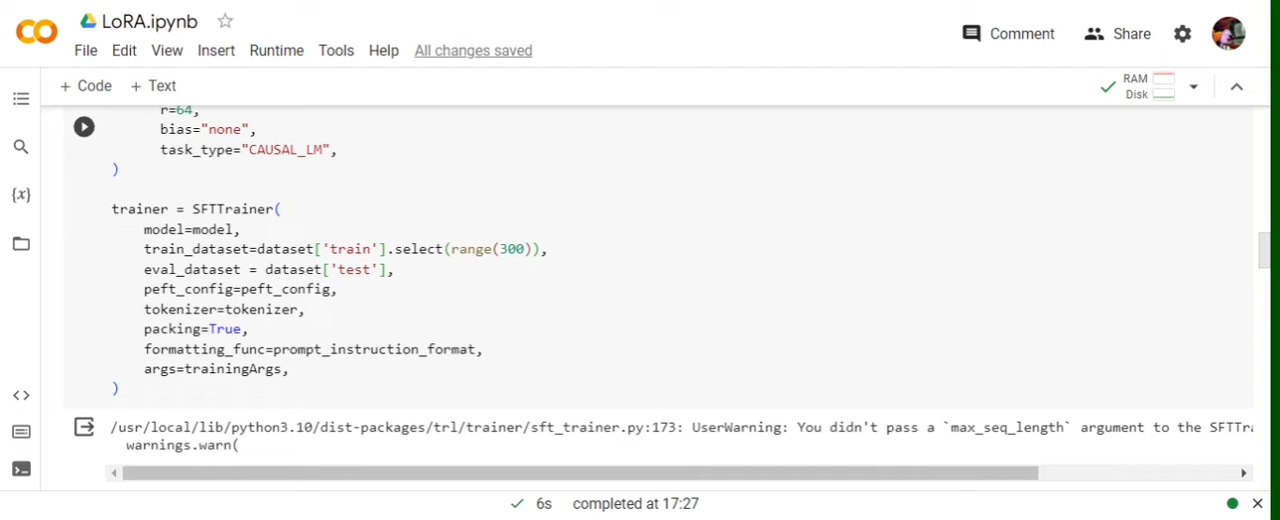 LoRA.ipynb
Comment
Share
File Edit View Insert Runtime Tools Help All changes saved
+ Code + Text
RAM
Disk
r=64,
bias="none",
task_type="CAUSAL_LM",
)
trainer = SFTTrainer(
model=model,
train_dataset=dataset['train'].select(range(300)),
eval_dataset = dataset['test'],
peft_config=peft_config,
tokenizer=tokenizer,
packing=True,
formatting_func=prompt_instruction_format,
args=trainingArgs,
)
/usr/local/lib/python3.10/dist-packages/trl/trainer/sft_trainer.py:173: UserWarning: You didn't pass a `max_seq_length` argument to the SFTTra
warnings.warn(
6s completed at 17:27